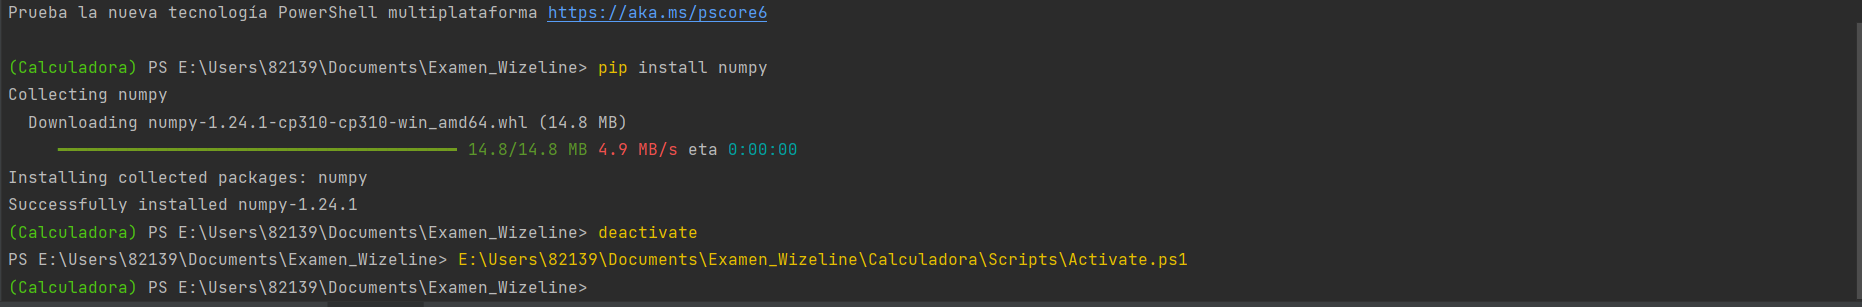 Prueba la nueva tecnología PowerShell multiplataforma https://aka.ms/pscore6
(Calculadora) PS E:\Users\82139\Documents\Examen_Wizeline> pip install numpy
Collecting numpy
Downloading numpy-1.24.1-cp310-cp310-win_amd64.whl (14.8 MB)
14.8/14.8 MB 4.9 MB/s eta 0:00:00
Installing collected packages: numpy
Successfully installed numpy-1.24.1
(Calculadora) PS E:\Users\82139\Documents\Examen_Wizeline> deactivate
PS E:\Users\82139\Documents\Examen_Wizeline> E:\Users\82139\Documents\Examen_Wizeline\Calculadora\Scripts\Activate.ps1
(Calculadora) PS E:\Users\82139\Documents\Examen_Wizeline>